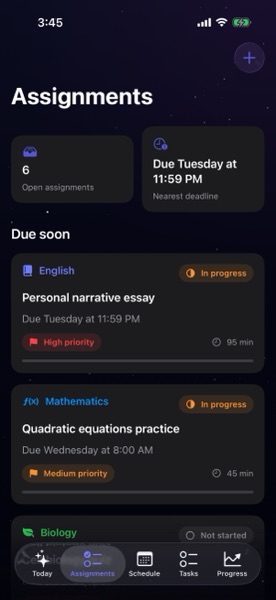 3:45
Assignments
6
Open assignments
Due Tuesday at
11:59 PM
Nearest deadline
Due soon
English
In progress
Personal narrative essay
Due Tuesday at 11:59 PM
High priority
95 min
f(x) Mathematics
In progress
Quadratic equations practice
Due Wednesday at 8:00 AM
Medium priority
45 min
Biology
Not started
Today
Assignments
Schedule
Tasks
Progress